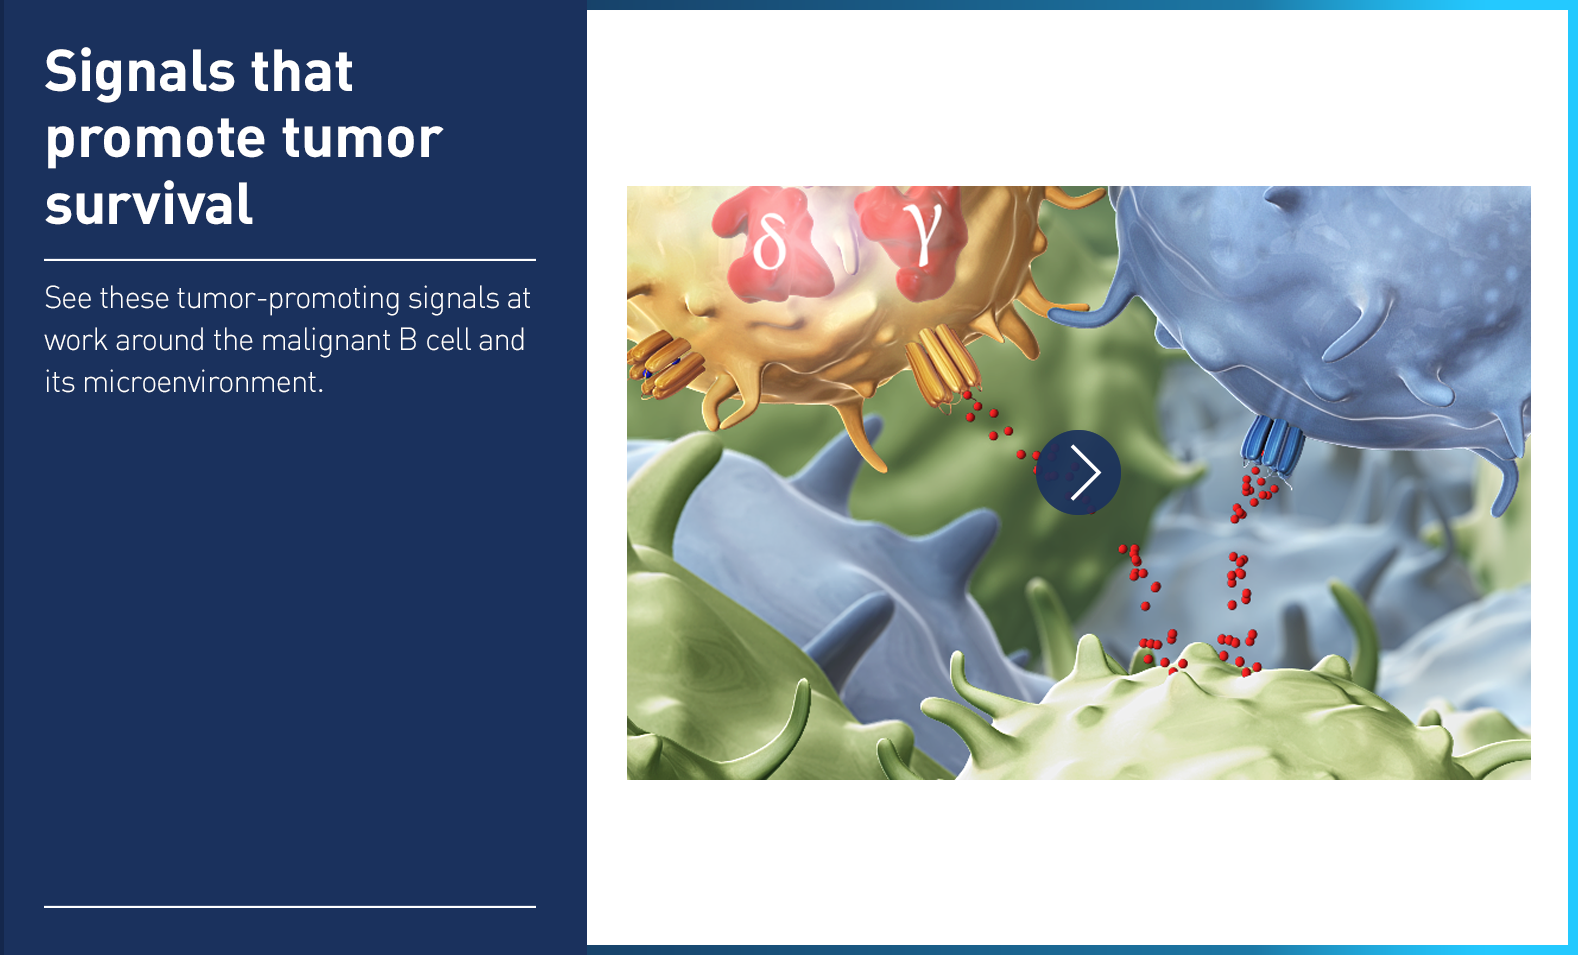 Signals that
promote tumor
survival
See these tumor-promoting signals at
work around the malignant B cell and
its microenvironment.
δ γ